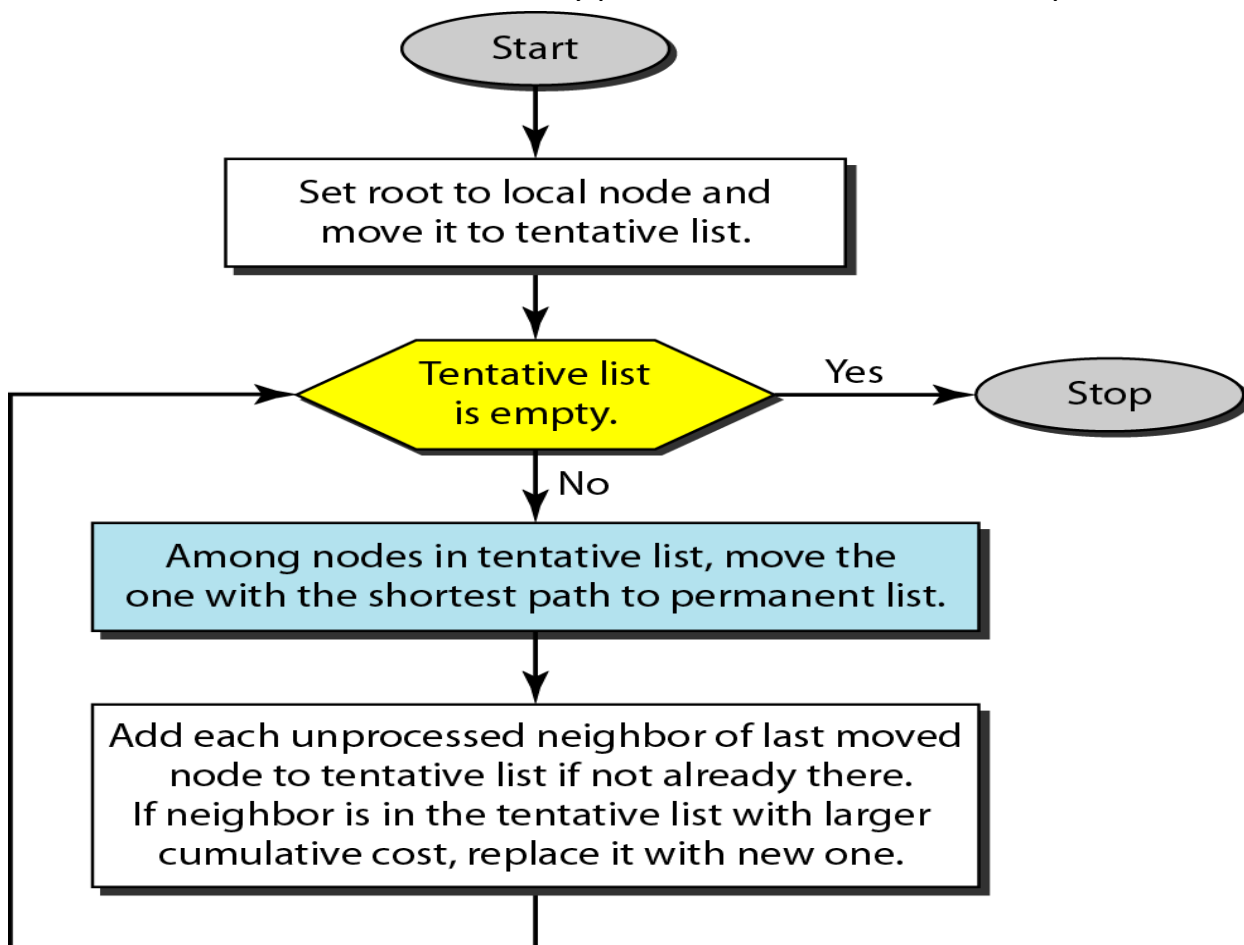 Start
Set root to local node and
move it to tentative list.
Tentative list
is empty.
Yes
Stop
No
Among nodes in tentative list, move the
one with the shortest path to permanent list.
Add each unprocessed neighbor of last moved
node to tentative list if not already there.
If neighbor is in the tentative list with larger
cumulative cost, replace it with new one.